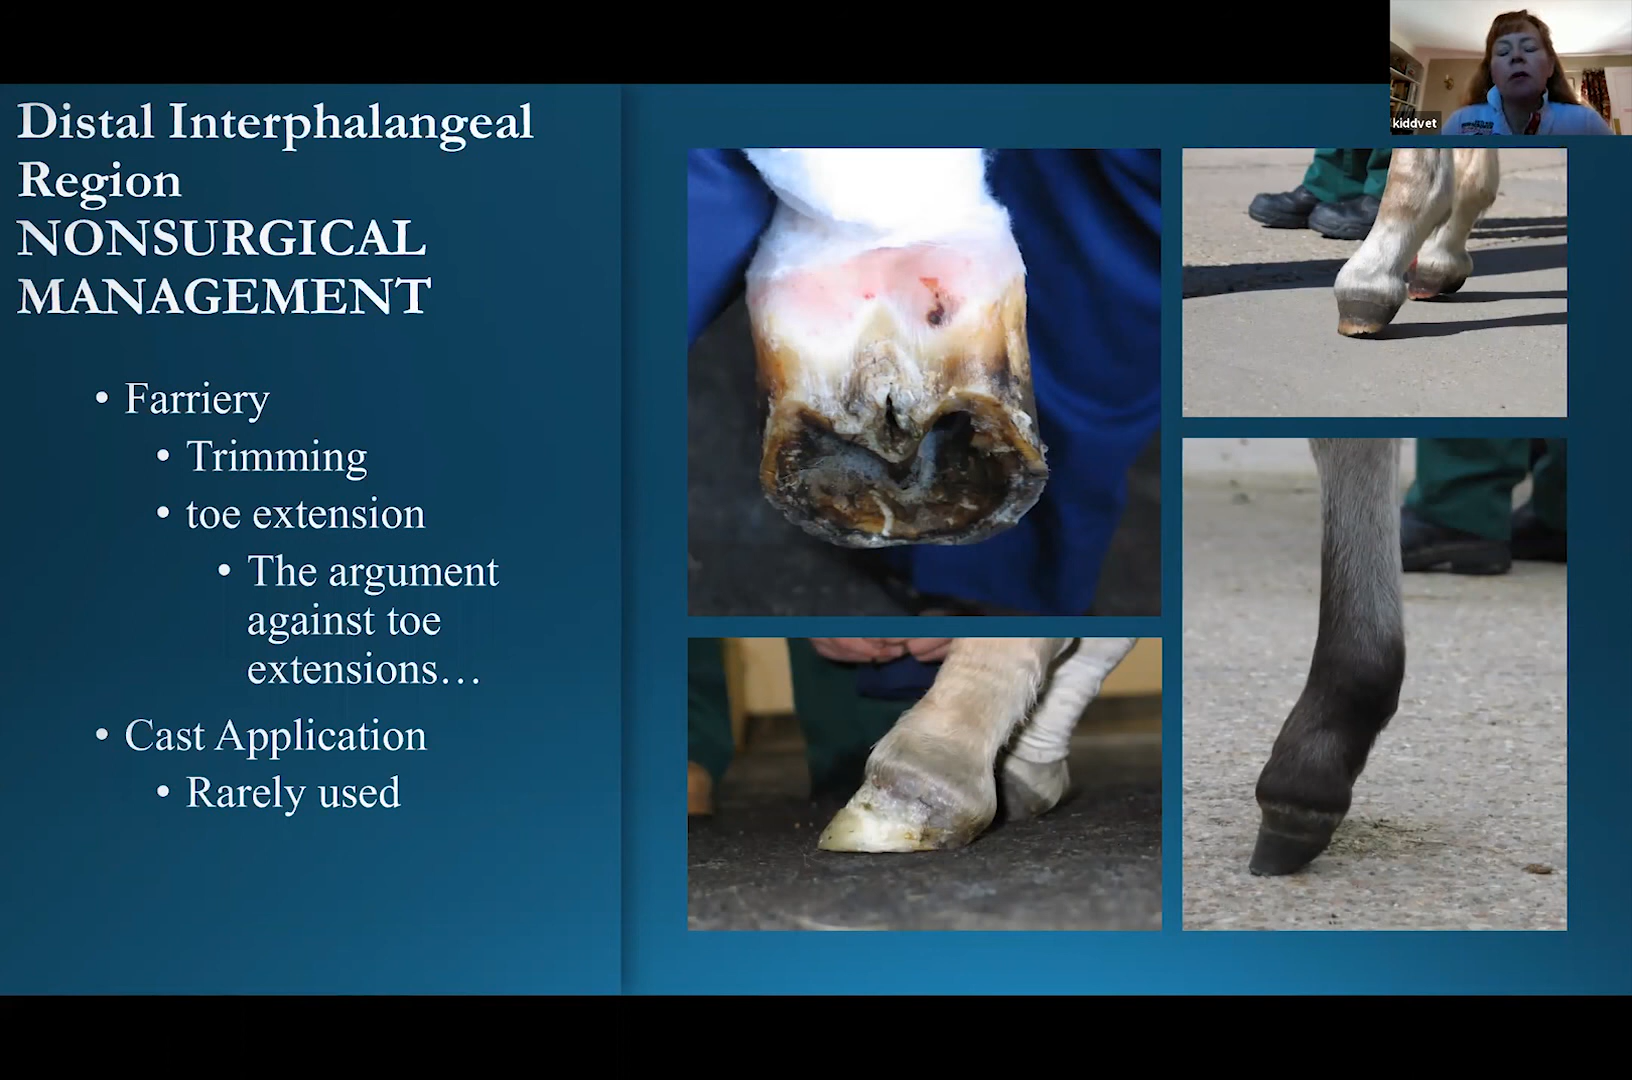 Distal Interphalangeal
Region
NONSURGICAL
MANAGEMENT
• Farriery
• Trimming
• toe extension
• The argument
against toe
extensions…
• Cast Application
• Rarely used
kiddvet